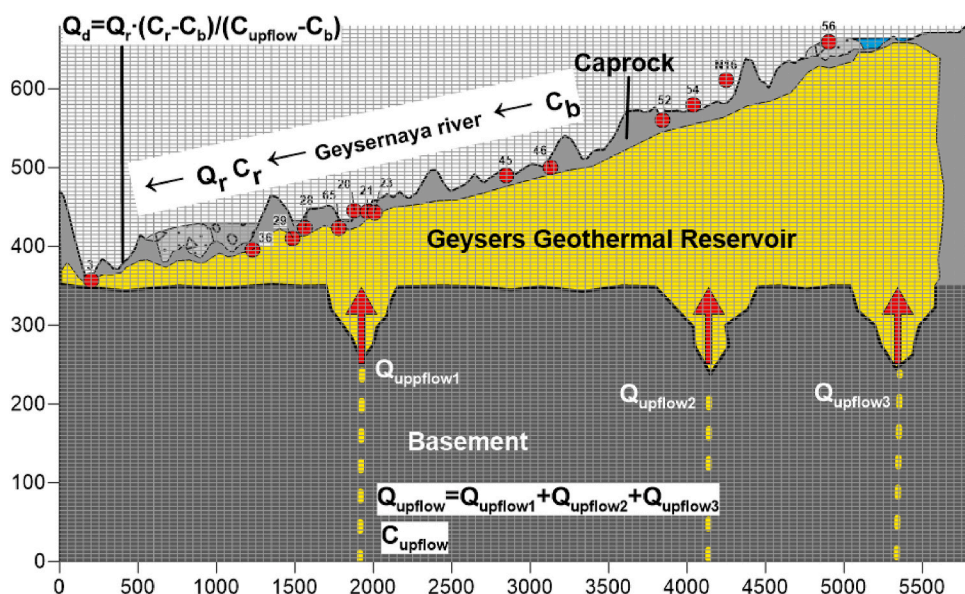 Q_d=Q_r·(C_r-C_b)/(C_upflow-C_b)
56
600
Caprock
N16
54
52
C_b
Geysernaya river
Q_r C_r
500
45
46
20
21
23
28
65
29
36
400
3
Geysers Geothermal Reservoir
300
Q_uppflow1
Q_upflow2
Q_upflow3
200
Basement
100
Q_upflow=Q_upflow1+Q_upflow2+Q_upflow3
C_upflow
0
0 500 1000 1500 2000 2500 3000 3500 4000 4500 5000 5500